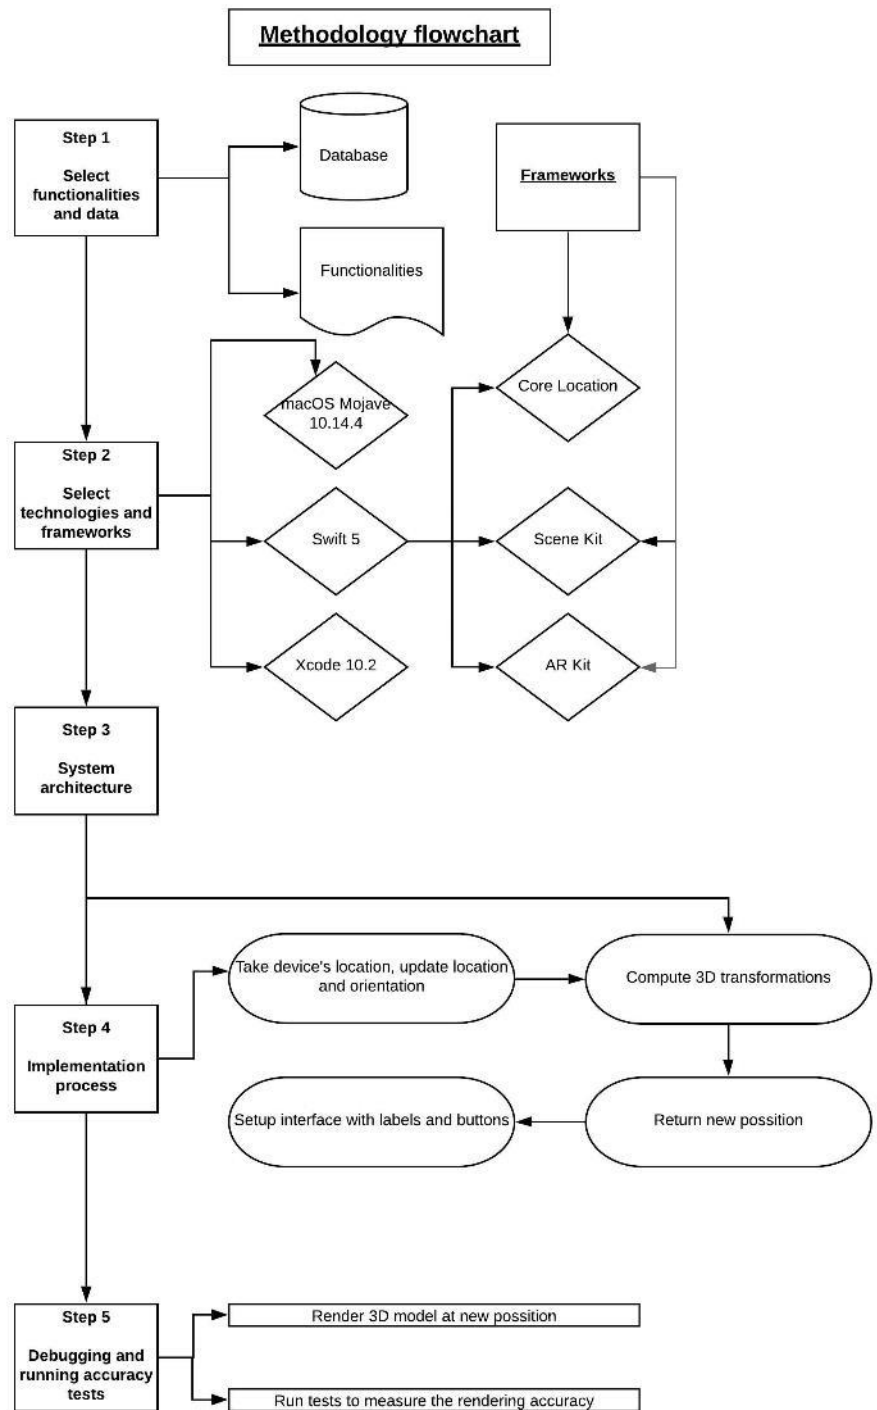 Methodology flowchart
Step 1
Select
functionalities
and data
Database
Frameworks
Functionalities
Core Location
macOS Mojave
10.14.4
Step 2
Select
technologies and
frameworks
Swift 5
Scene Kit
Xcode 10.2
AR Kit
Step 3
System
architecture
Take device's location, update location
and orientation
Compute 3D transformations
Step 4
Implementation
process
Setup interface with labels and buttons
Return new possition
Step 5
Debugging and
running accuracy
tests
Render 3D model at new possition
Run tests to measure the rendering accuracy